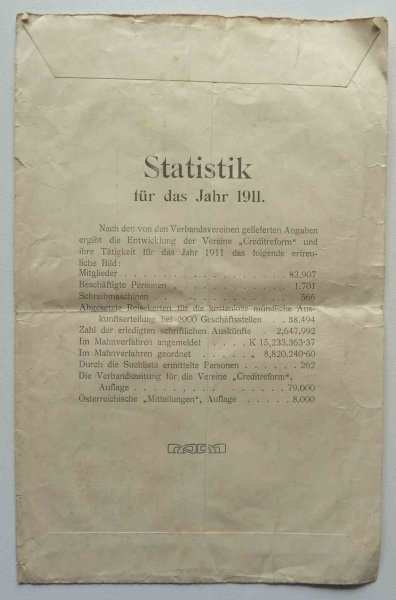 Statistik
für das Jahr 1911.
Nach den von den Verbandsvereinen gelieferten Angaben
ergibt die Entwicklung der Vereine „Creditreform“ und
ihre Tätigkeit für das Jahr 1911 das folgende erfreu-
liche Bild:
Mitglieder . . . . . . . . . . . . . . . . . 83.907
Beschäftigte Personen . . . . . . . . . . . . 1.701
Schreibmaschinen . . . . . . . . . . . . . . 566
Abgesetzte Reisekarten für die kostenlose mündliche Aus-
kunftserteilung bei 2000 Geschäftsstellen . . 38.494
Zahl der erledigten schriftlichen Auskünfte . . 2,647.992
Im Mahnverfahren angemeldet . . . K 15,233.363·37
Im Mahnverfahren geordnet . . . . „ 8,820.240·60
Durch die Suchliste ermittelte Personen . . . . . 262
Die Verbandszeitung für die Vereine „Creditreform“,
Auflage . . . . . . . . . . . . . . . . 79.000
Österreichische „Mitteilungen“, Auflage . . . . . 8.000